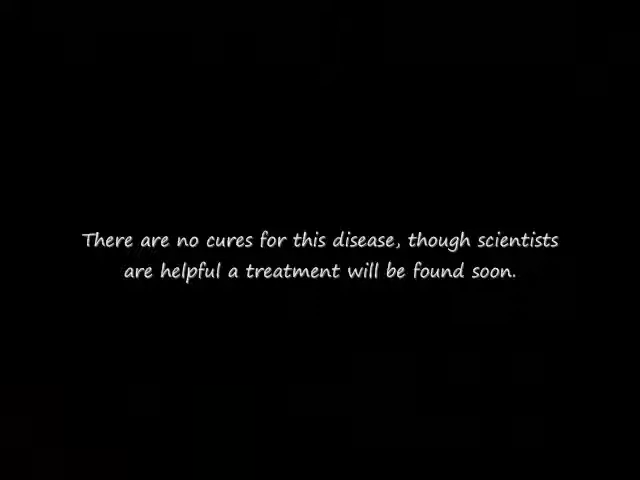 There are no cures for this disease, though scientists
are helpful a treatment will be found soon.